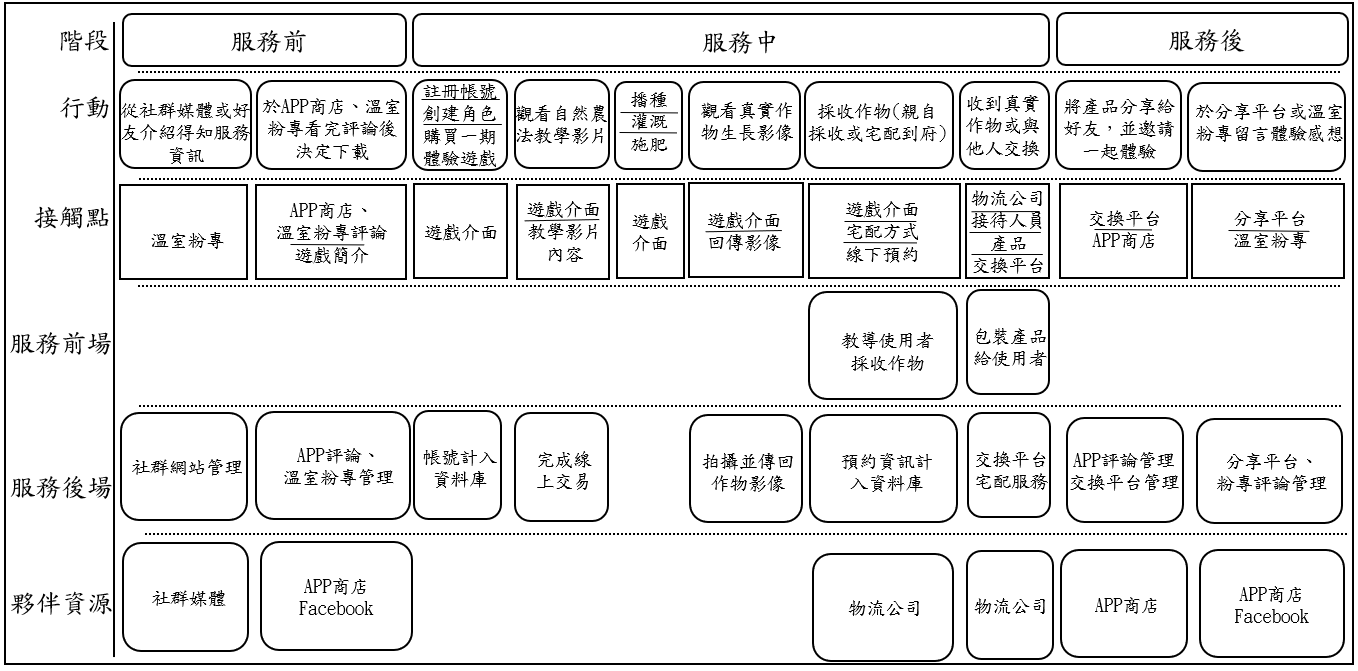 階段
服務前
服務中
服務後
行動
從社群媒體或好
友介紹得知服務
資訊
於APP商店、溫室
粉專看完評論後
決定下載
註冊帳號
創建角色
購買一期
體驗遊戲
觀看自然農
法教學影片
播種
灌溉
施肥
觀看真實作
物生長影像
採收作物(親自
採收或宅配到府)
收到真實
作物或與
他人交換
將產品分享給
好友，並邀請
一起體驗
於分享平台或溫室
粉專留言體驗感想
接觸點
溫室粉專
APP商店、
溫室粉專評論
遊戲簡介
遊戲介面
遊戲介面
教學影片
內容
遊戲
介面
遊戲介面
回傳影像
遊戲介面
宅配方式
線下預約
物流公司
接待人員
產品
交換平台
交換平台
APP商店
分享平台
溫室粉專
服務前場
教導使用者
採收作物
包裝產品
給使用者
服務後場
社群網站管理
APP評論、
溫室粉專管理
帳號計入
資料庫
完成線
上交易
拍攝並傳回
作物影像
預約資訊計
入資料庫
交換平台
宅配服務
APP評論管理
交換平台管理
分享平台、
粉專評論管理
夥伴資源
社群媒體
APP商店
Facebook
物流公司
物流公司
APP商店
APP商店
Facebook